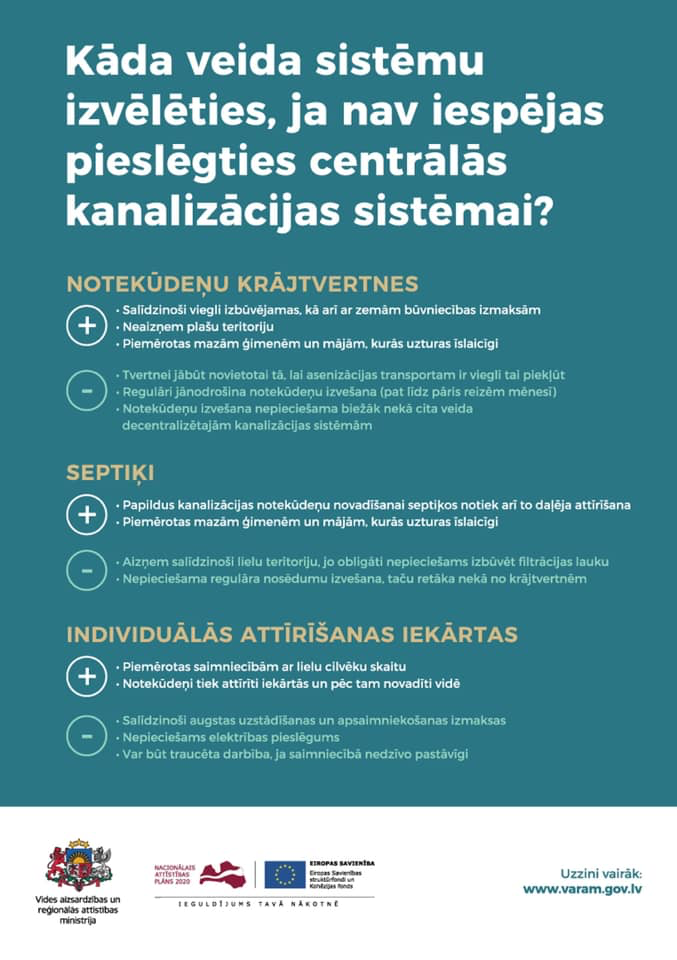 Kāda veida sistēmu
izvēlēties, ja nav iespējas
pieslēgties centrālās
kanalizācijas sistēmai?
NOTEKŪDEŅU KRĀJTVERTNES
+
• Salīdzinoši viegli izbūvējamas, kā arī ar zemām būvniecības izmaksām
• Neaizņem plašu teritoriju
• Piemērotas mazām ģimenēm un mājām, kurās uzturas īslaicīgi
-
• Tvertnei jābūt novietotai tā, lai asenizācijas transportam ir viegli tai piekļūt
• Regulāri jānodrošina notekūdeņu izvešana (pat līdz pāris reizēm mēnesī)
• Notekūdeņu izvešana nepieciešama biežāk nekā cita veida
decentralizētajām kanalizācijas sistēmām
SEPTIĶI
+
• Papildus kanalizācijas notekūdeņu novadīšanai septiķos notiek arī to daļēja attīrīšana
• Piemērotas mazām ģimenēm un mājām, kurās uzturas īslaicīgi
-
• Aizņem salīdzinoši lielu teritoriju, jo obligāti nepieciešams izbūvēt filtrācijas lauku
• Nepieciešama regulāra nosēdumu izvešana, taču retāka nekā no krājtvertnēm
INDIVIDUĀLĀS ATTĪRĪŠANAS IEKĀRTAS
+
• Piemērotas saimniecībām ar lielu cilvēku skaitu
• Notekūdeņi tiek attīrīti iekārtās un pēc tam novadīti vidē
-
• Salīdzinoši augstas uzstādīšanas un apsaimniekošanas izmaksas
• Nepieciešams elektrības pieslēgums
• Var būt traucēta darbība, ja saimniecībā nedzīvo pastāvīgi
Vides aizsardzības un
reģionālās attīstības
ministrija
NACIONĀLAIS
ATTĪSTĪBAS
PLĀNS 2020
EIROPAS SAVIENĪBA
Eiropas Savienības
struktūrfondi un
Kohēzijas fonds
IEGULDĪJUMS TAVĀ NĀKOTNĒ
Uzzini vairāk:
www.varam.gov.lv